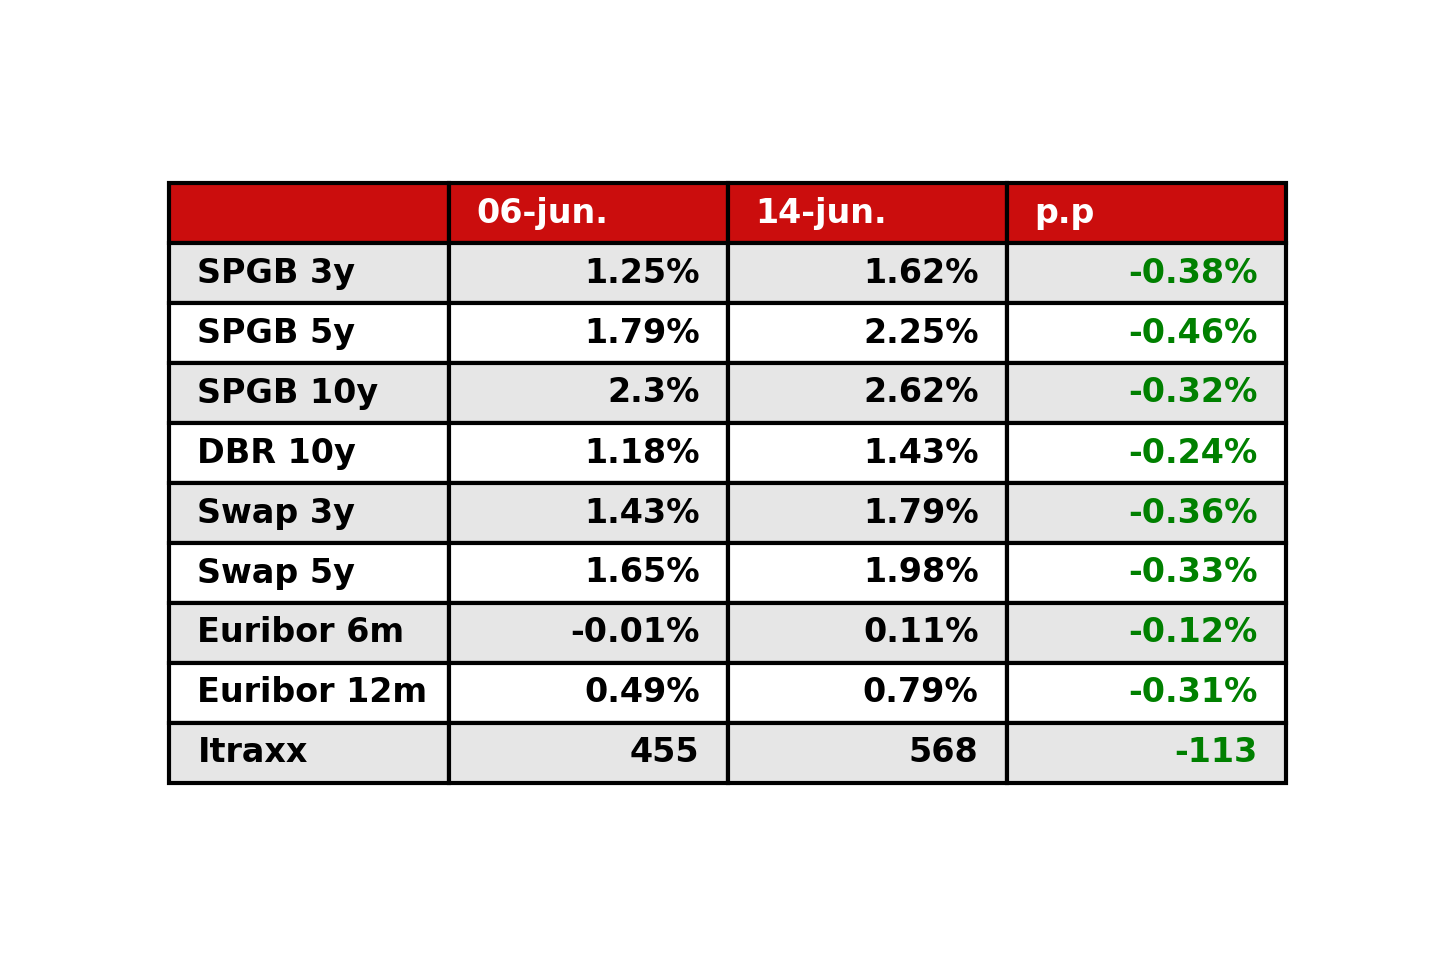 06-jun. 14-jun. p.p
SPGB 3y 1.25% 1.62% -0.38%
SPGB 5y 1.79% 2.25% -0.46%
SPGB 10y 2.3% 2.62% -0.32%
DBR 10y 1.18% 1.43% -0.24%
Swap 3y 1.43% 1.79% -0.36%
Swap 5y 1.65% 1.98% -0.33%
Euribor 6m -0.01% 0.11% -0.12%
Euribor 12m 0.49% 0.79% -0.31%
Itraxx 455 568 -113